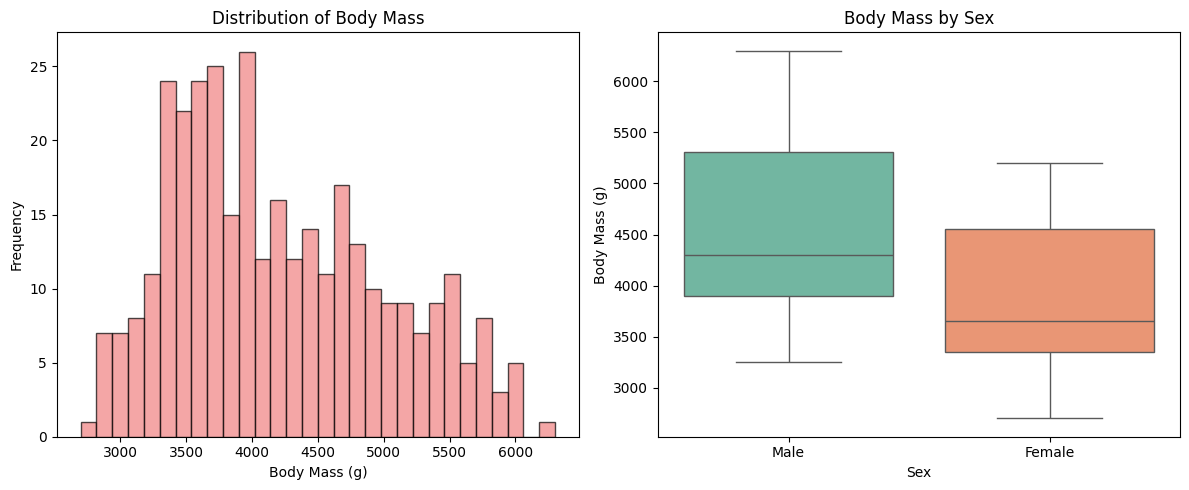 Distribution of Body Mass
Frequency
25
20
15
10
5
0
3000 3500 4000 4500 5000 5500 6000
Body Mass (g)
Body Mass by Sex
Body Mass (g)
6000
5500
5000
4500
4000
3500
3000
Male Female
Sex